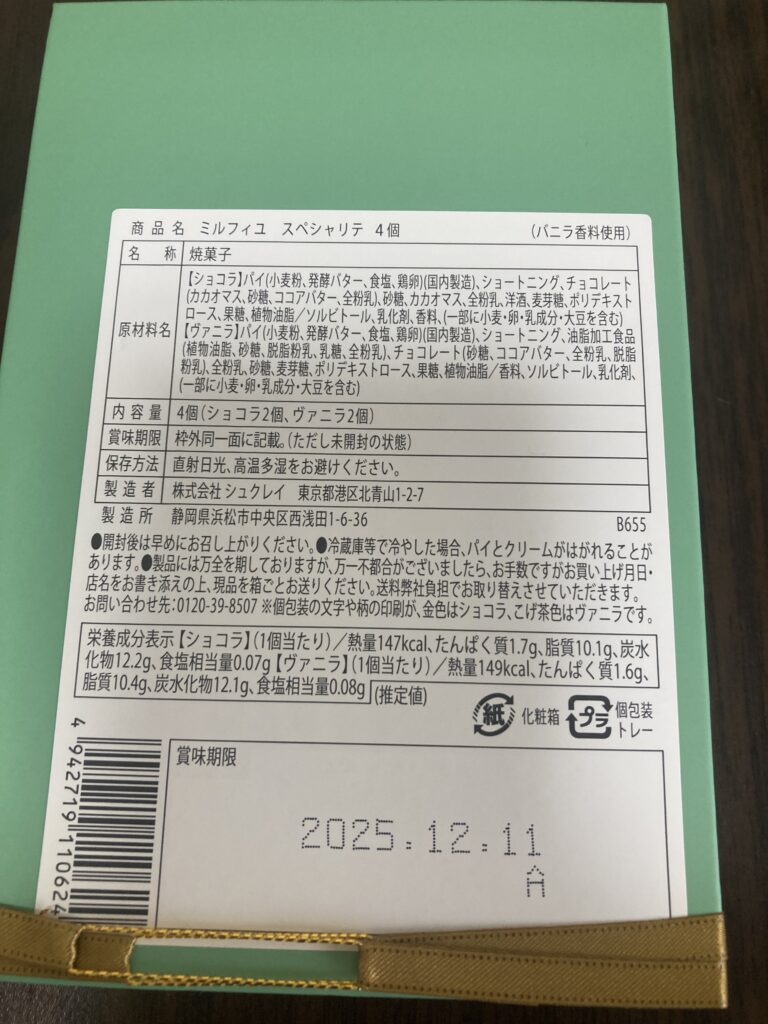 商品名 ミルフィユ スペシャリテ 4個 (バニラ香料使用)
名称 焼菓子
原材料名 【ショコラ】パイ(小麦粉、発酵バター、食塩、鶏卵)(国内製造)、ショートニング、チョコレート
(カカオマス、砂糖、ココアバター、全粉乳)、砂糖、カカオマス、全粉乳、洋酒、麦芽糖、ポリデキスト
ロース、果糖、植物油脂／ソルビトール、乳化剤、香料、(一部に小麦・卵・乳成分・大豆を含む)
【ヴァニラ】パイ(小麦粉、発酵バター、食塩、鶏卵)(国内製造)、ショートニング、油脂加工食品
(植物油脂、砂糖、脱脂粉乳、乳糖、全粉乳)、チョコレート(砂糖、ココアバター、全粉乳、脱脂
粉乳)、全粉乳、砂糖、麦芽糖、ポリデキストロース、果糖、植物油脂／香料、ソルビトール、乳化剤、
(一部に小麦・卵・乳成分・大豆を含む)
内容量 4個(ショコラ2個、ヴァニラ2個)
賞味期限 枠外同一面に記載。(ただし未開封の状態)
保存方法 直射日光、高温多湿をお避けください。
製造者 株式会社シュクレイ 東京都港区北青山1-2-7
製造所 静岡県浜松市中央区西浅田1-6-36 B655
●開封後は早めにお召し上がりください。●冷蔵庫等で冷やした場合、パイとクリームがはがれることが
あります。●製品には万全を期しておりますが、万一不都合がございましたら、お手数ですがお買い上げ月日・
店名をお書き添えの上、現品を箱ごとお送りください。送料弊社負担でお取り替えさせていただきます。
お問い合わせ先:0120-39-8507 ※個包装の文字や柄の印刷が、金色はショコラ、こげ茶色はヴァニラです。
栄養成分表示【ショコラ】(1個当たり)／熱量147kcal、たんぱく質1.7g、脂質10.1g、炭水
化物12.2g、食塩相当量0.07g【ヴァニラ】(1個当たり)／熱量149kcal、たんぱく質1.6g、
脂質10.4g、炭水化物12.1g、食塩相当量0.08g (推定値)
紙 化粧箱 プラ 個包装
トレー
4942719110624
賞味期限
2025.12.11
A